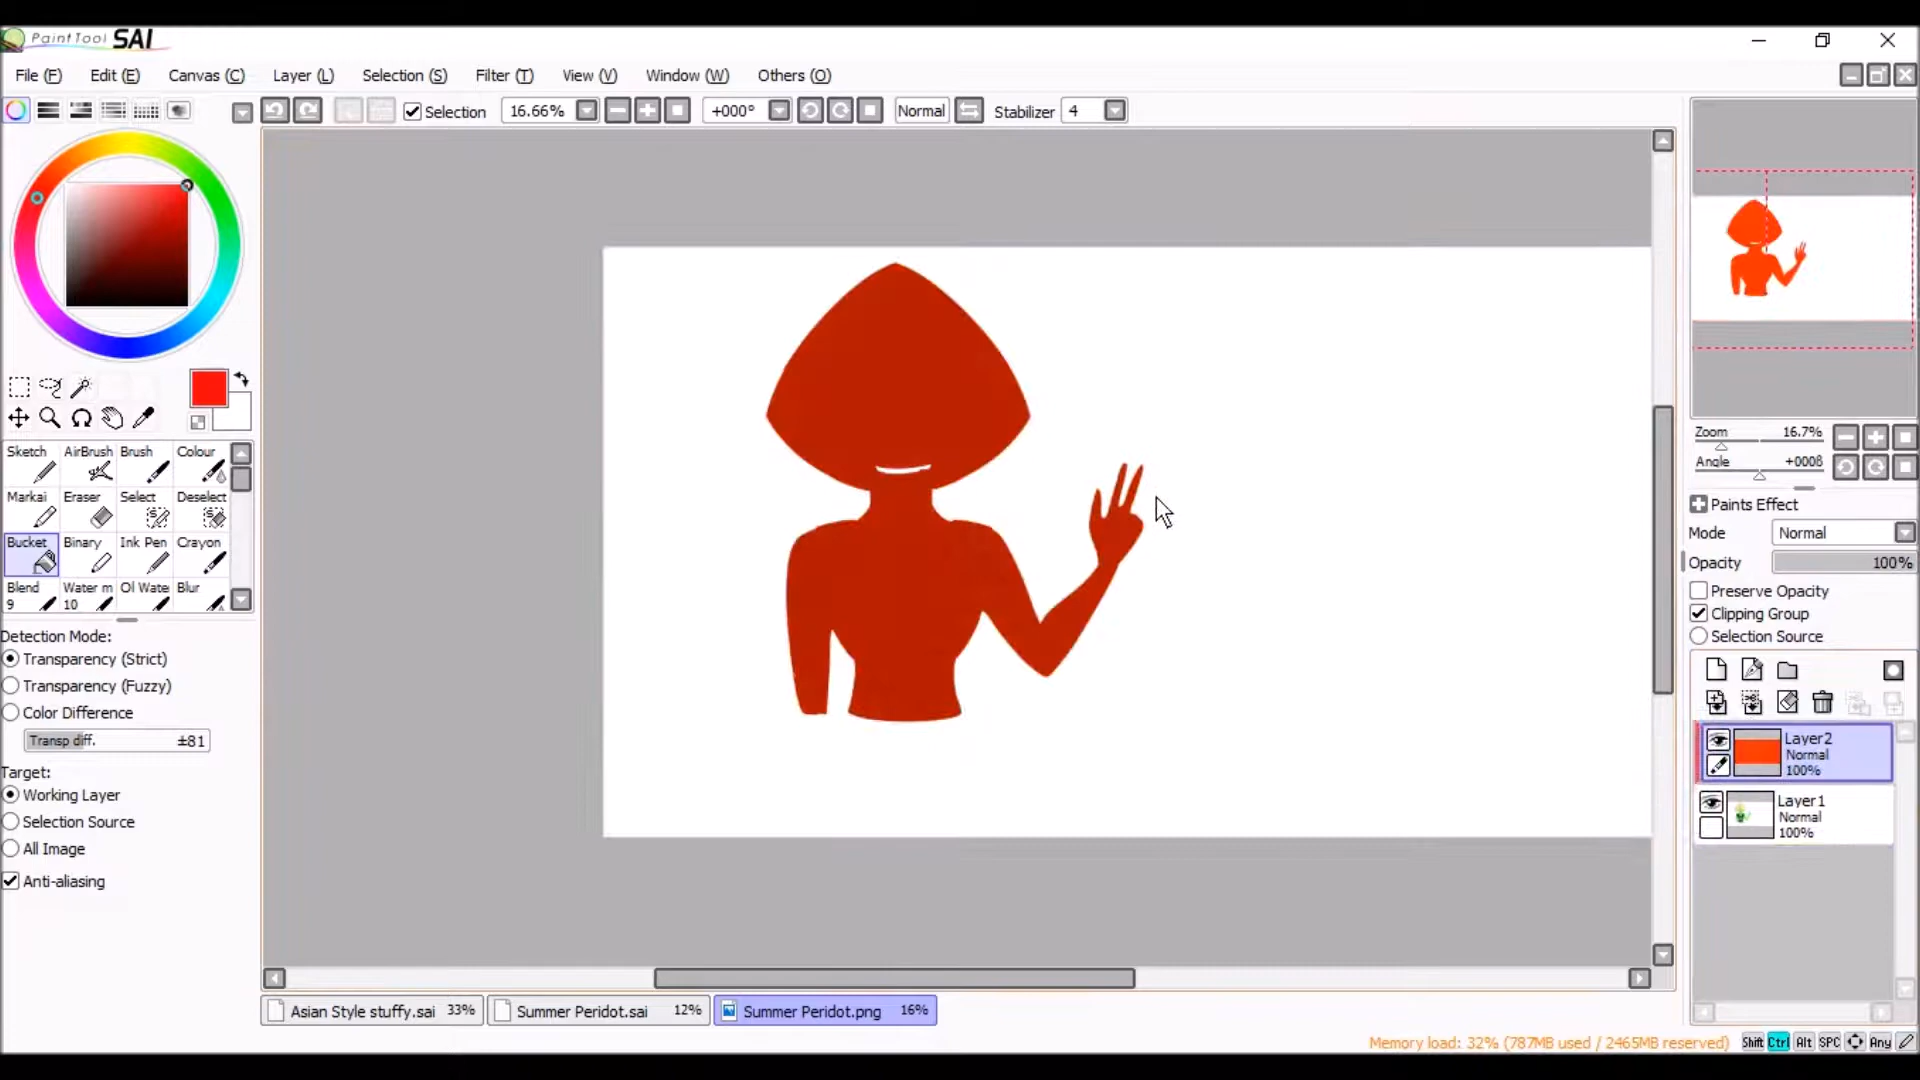 PaintTool SAI
File (F) Edit (E) Canvas (C) Layer (L) Selection (S) Filter (T) View (V) Window (W) Others (O)
Selection 16.66% +000° Normal Stabilizer 4
Zoom 16.7%
Angle +000ß
Paints Effect
Mode Normal
Opacity 100%
Preserve Opacity
Clipping Group
Selection Source
Layer2
Normal
100%
Layer1
Normal
100%
Sketch AirBrush Brush Colour
Markai Eraser Select Deselect
Bucket Binary Ink Pen Crayon
Blend Water m Ol Wate Blur
9 10
Detection Mode:
Transparency (Strict)
Transparency (Fuzzy)
Color Difference
Transp diff. ±81
Target:
Working Layer
Selection Source
All Image
Anti-aliasing
Asian Style stuffy.sai 33% Summer Peridot.sai 12% Summer Peridot.png 16%
Memory load: 32% (787MB used / 2465MB reserved) Shift Ctrl Alt SPC Any